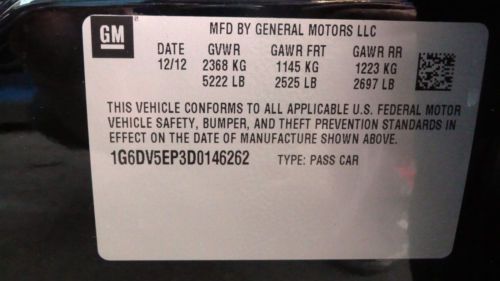 GM
MFD BY GENERAL MOTORS LLC
DATE GVWR GAWR FRT GAWR RR
12/12 2368 KG 1145 KG 1223 KG
5222 LB 2525 LB 2697 LB
THIS VEHICLE CONFORMS TO ALL APPLICABLE U.S. FEDERAL MOTOR
VEHICLE SAFETY, BUMPER, AND THEFT PREVENTION STANDARDS IN
EFFECT ON THE DATE OF MANUFACTURE SHOWN ABOVE.
1G6DV5EP3D0146262 TYPE: PASS CAR